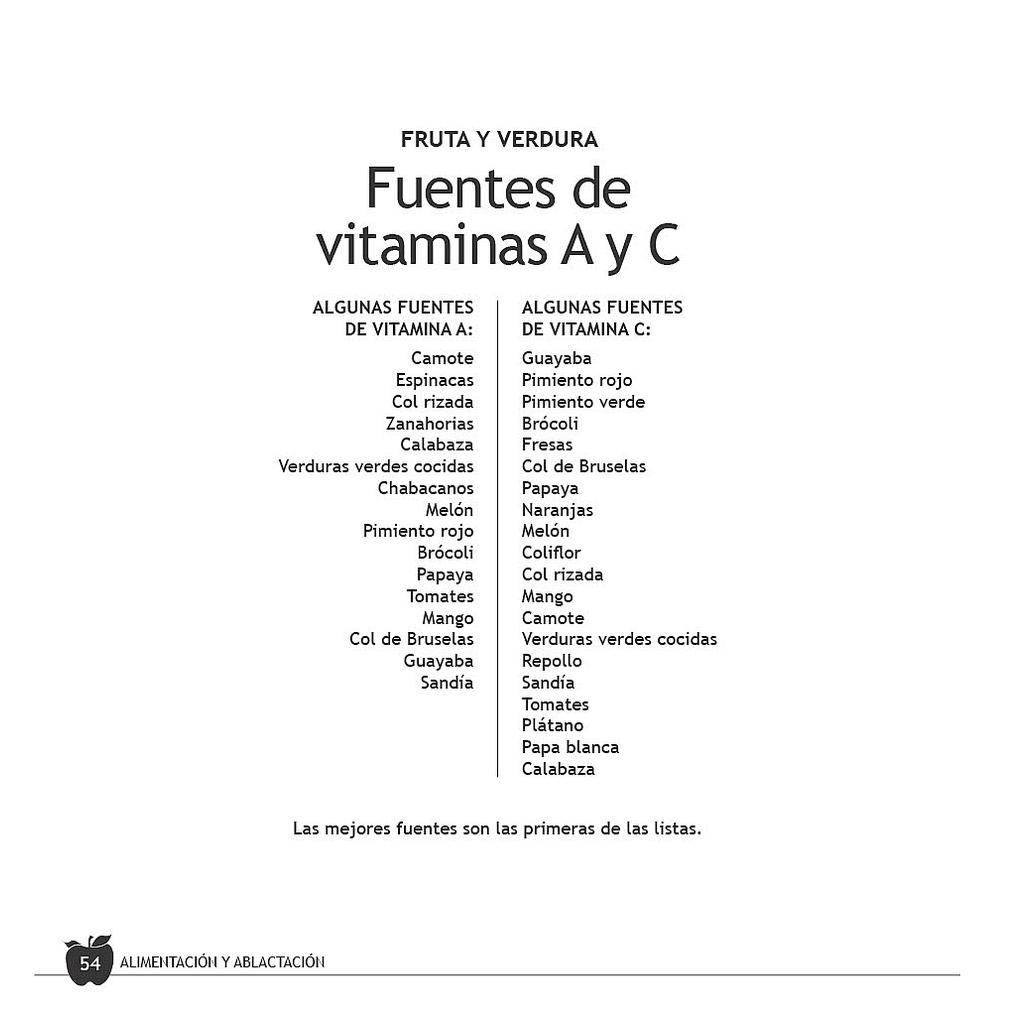 FRUTA Y VERDURA
Fuentes de
vitaminas A y C
ALGUNAS FUENTES
DE VITAMINA A:
Camote
Espinacas
Col rizada
Zanahorias
Calabaza
Verduras verdes cocidas
Chabacanos
Melón
Pimiento rojo
Brócoli
Papaya
Tomates
Mango
Col de Bruselas
Guayaba
Sandía
ALGUNAS FUENTES
DE VITAMINA C:
Guayaba
Pimiento rojo
Pimiento verde
Brócoli
Fresas
Col de Bruselas
Papaya
Naranjas
Melón
Coliflor
Col rizada
Mango
Camote
Verduras verdes cocidas
Repollo
Sandía
Tomates
Plátano
Papa blanca
Calabaza
Las mejores fuentes son las primeras de las listas.
54 ALIMENTACIÓN Y ABLACTACIÓN